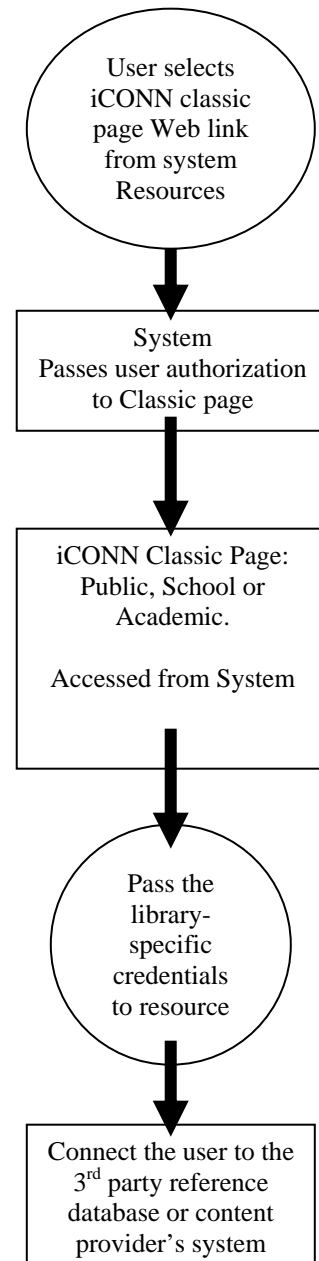 User selects
iCONN classic
page Web link
from system
Resources
System
Passes user authorization
to Classic page
iCONN Classic Page:
Public, School or
Academic.
Accessed from System
Pass the
library-
specific
credentials
to resource
Connect the user to the
3rd party reference
database or content
provider's system